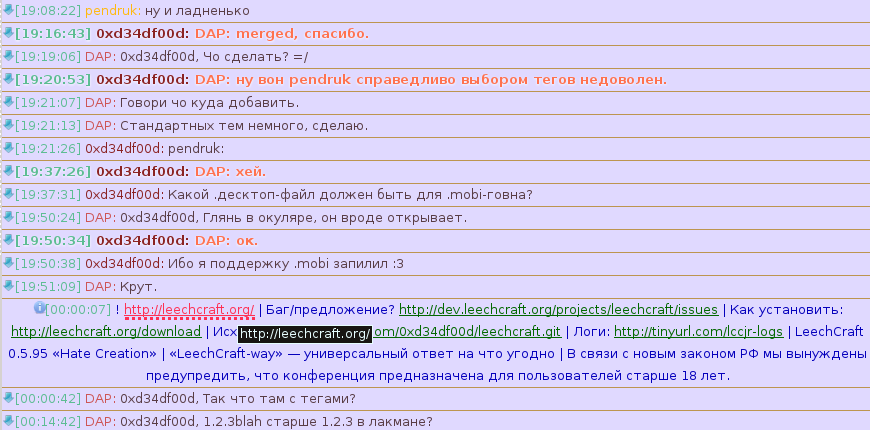 [19:08:22] pendruk: ну и ладненько
[19:16:43] 0xd34df00d: DAP: merged, спасибо.
[19:19:06] DAP: 0xd34df00d, Чо сделать? =/
[19:20:53] 0xd34df00d: DAP: ну вон pendruk справедливо выбором тегов недоволен.
[19:21:07] DAP: Говори чо куда добавить.
[19:21:13] DAP: Стандартных тем немного, сделаю.
[19:21:26] 0xd34df00d: pendruk:
[19:37:26] 0xd34df00d: DAP: хей.
[19:37:31] 0xd34df00d: Какой .десктоп-файл должен быть для .mobi-говна?
[19:50:24] DAP: 0xd34df00d, Глянь в окуляре, он вроде открывает.
[19:50:34] 0xd34df00d: DAP: ок.
[19:50:38] 0xd34df00d: Ибо я поддержку .mobi запилил :3
[19:51:09] DAP: Крут.
[00:00:07] ! http://leechcraft.org/ | Баг/предложение? http://dev.leechcraft.org/projects/leechcraft/issues | Как установить:
http://leechcraft.org/download | Исх http://leechcraft.org/ om/0xd34df00d/leechcraft.git | Логи: http://tinyurl.com/lccjr-logs | LeechCraft
0.5.95 «Hate Creation» | «LeechCraft-way» — универсальный ответ на что угодно | В связи с новым законом РФ мы вынуждены
предупредить, что конференция предназначена для пользователей старше 18 лет.
[00:00:42] DAP: 0xd34df00d, Так что там с тегами?
[00:14:42] DAP: 0xd34df00d, 1.2.3blah старше 1.2.3 в лакмане?